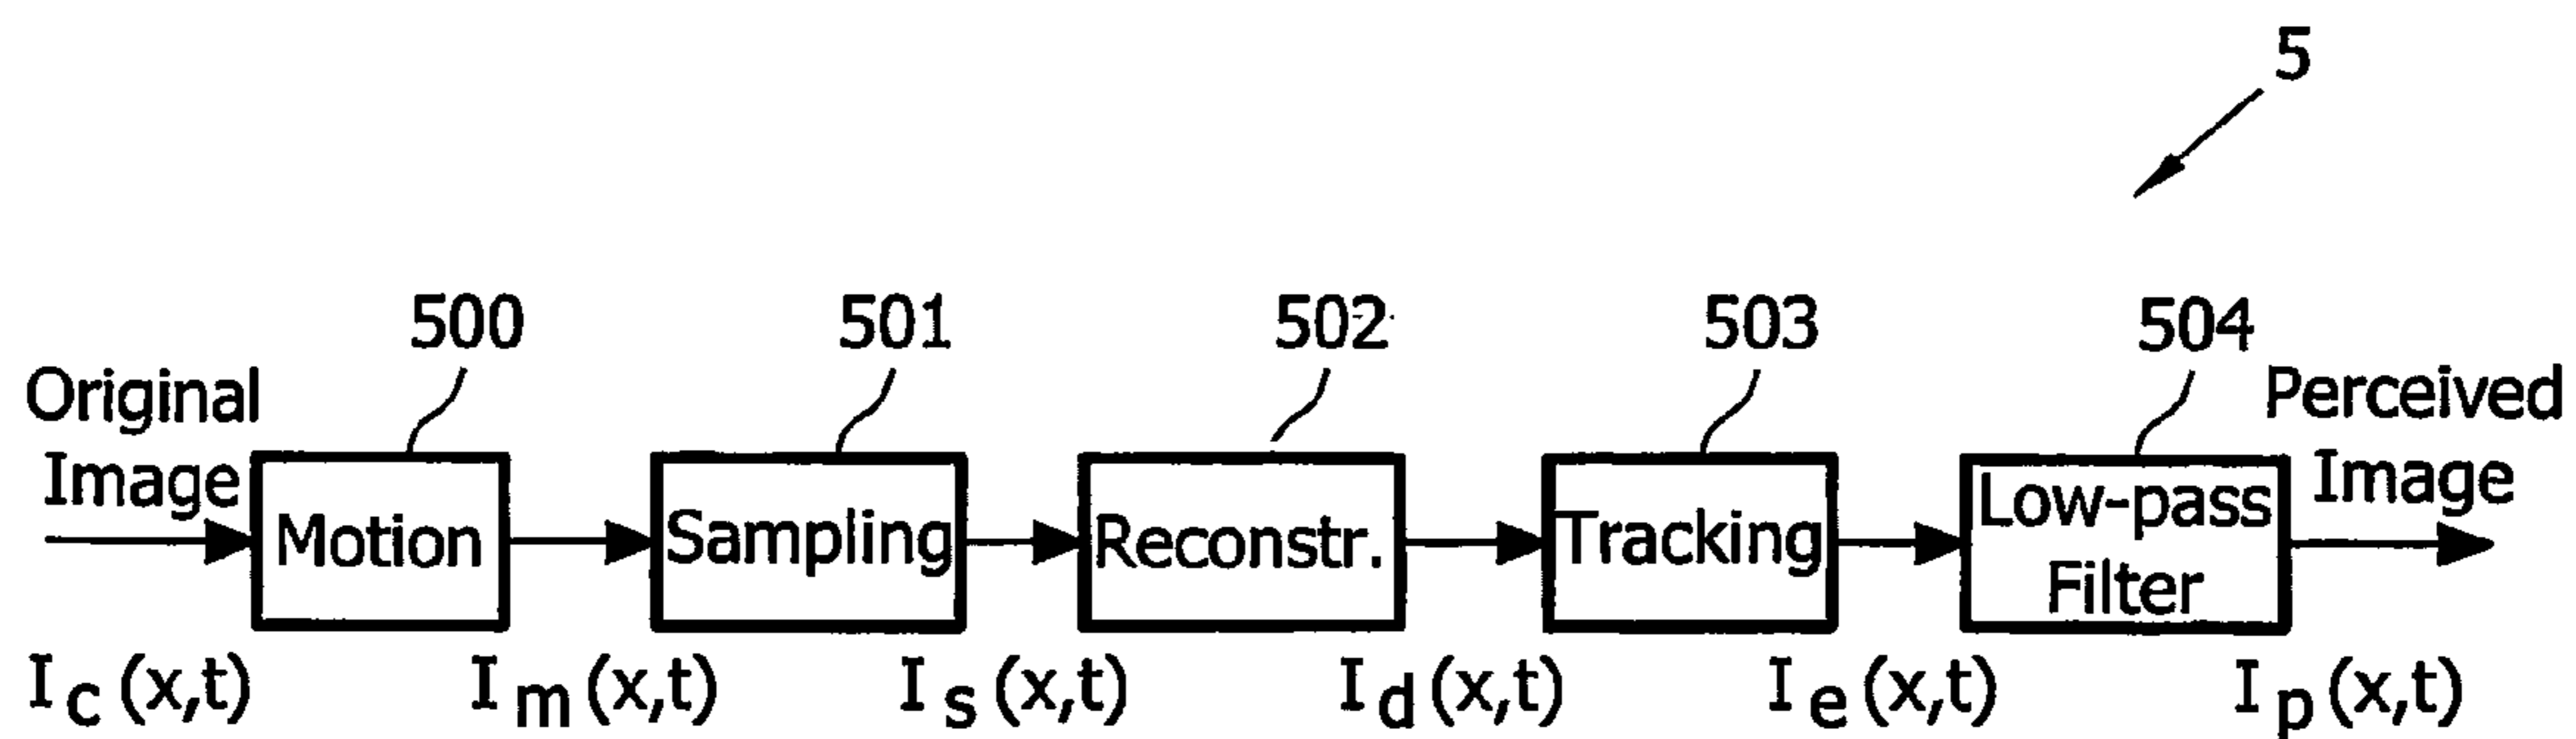 5
500 501 502 503 504
Original Image
Perceived Image
Motion
Sampling
Reconstr.
Tracking
Low-pass
Filter
I c (x,t) I m (x,t) I s (x,t) I d (x,t) I e (x,t) I p (x,t)